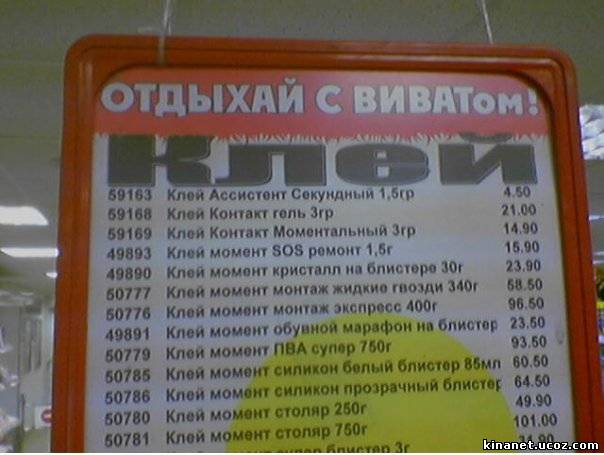 ОТДЫХАЙ С ВИВАТом!
Клей
59163 Клей Ассистент Секундный 1,5гр 4.50
59168 Клей Контакт гель 3гр 21.00
59169 Клей Контакт Моментальный 3гр 14.90
49893 Клей момент SOS ремонт 1,5г 15.90
49890 Клей момент кристалл на блистере 30г 23.90
50777 Клей момент монтаж жидкие гвозди 340г 58.50
50776 Клей момент монтаж экспресс 400г 96.50
49891 Клей момент обувной марафон на блистер 23.50
50779 Клей момент ПВА супер 750г 93.50
50785 Клей момент силикон белый блистер 85мл 60.50
50786 Клей момент силикон прозрачный блистер 64.50
50780 Клей момент столяр 250г 49.90
50781 Клей момент столяр 750г 101.00
супер блистер 3г
kinanet.ucoz.com